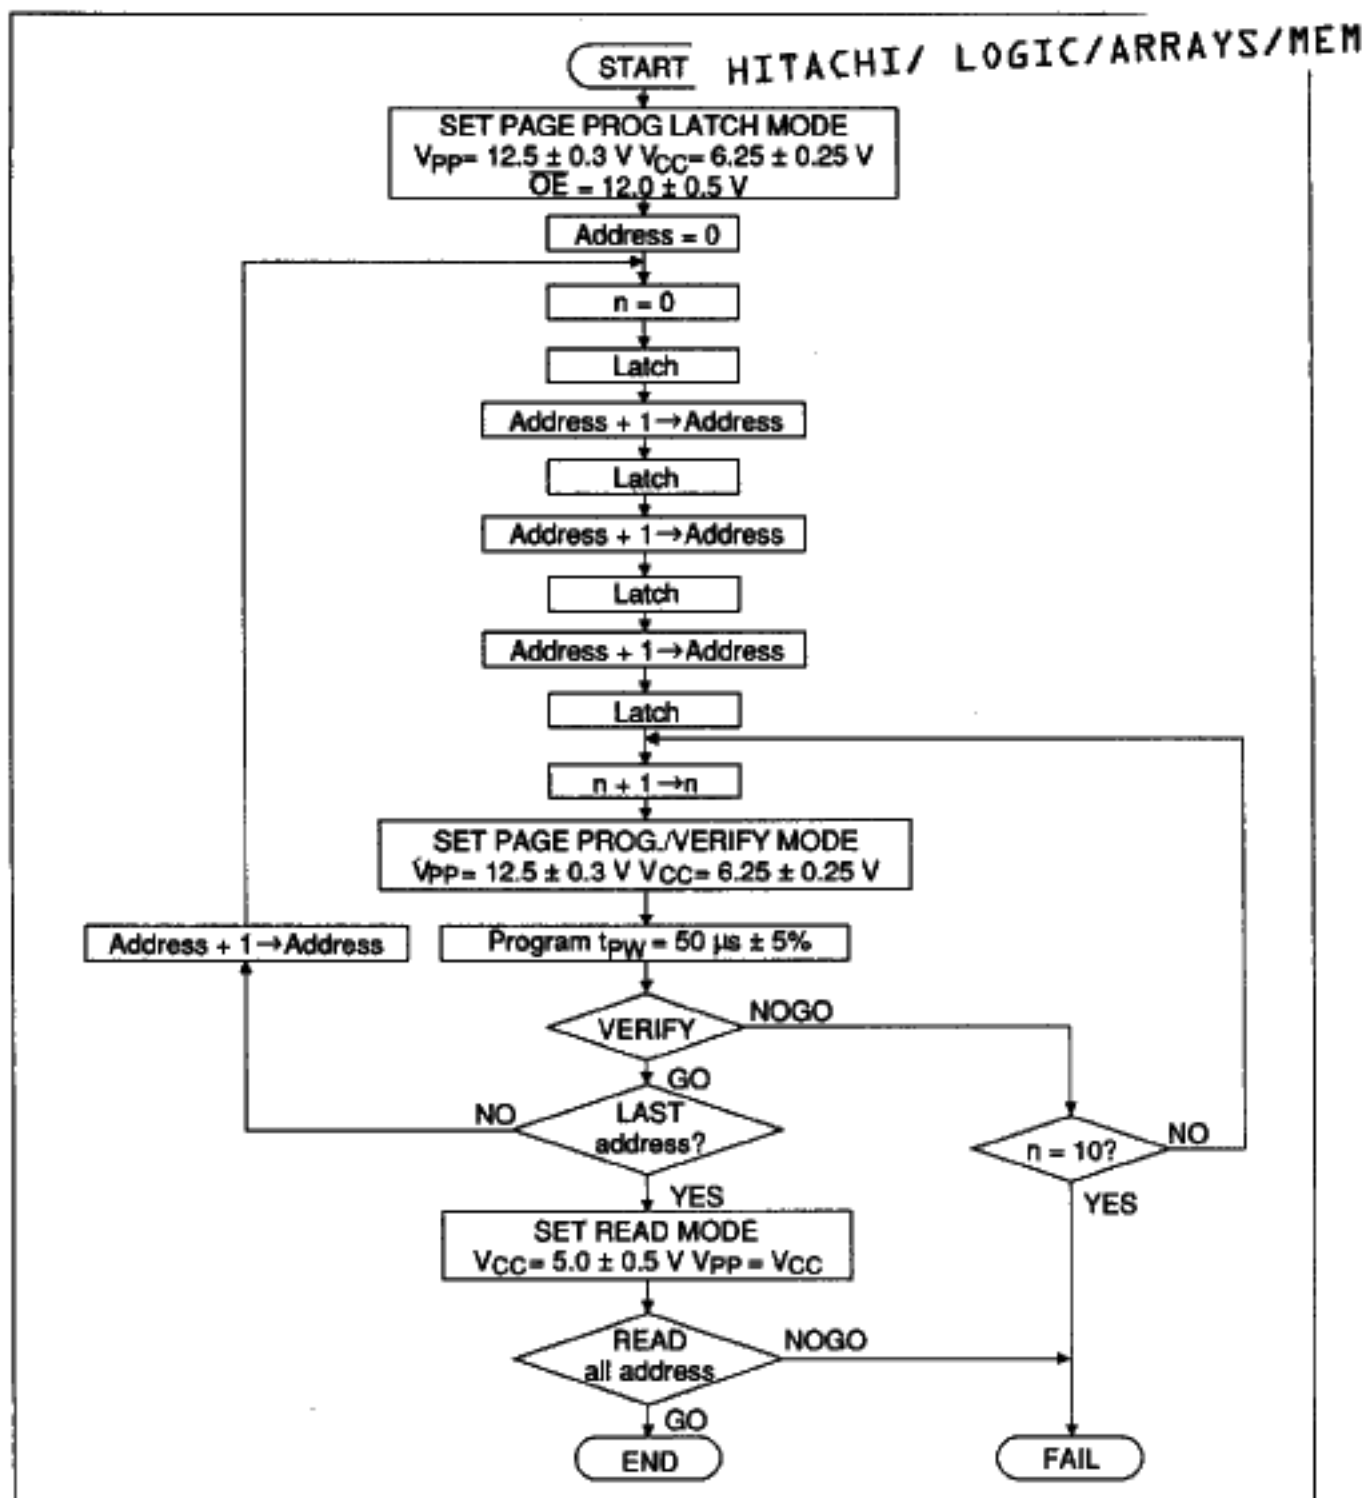 START
HITACHI/ LOGIC/ARRAYS/MEM
SET PAGE PROG LATCH MODE
VPP= 12.5 ± 0.3 V VCC= 6.25 ± 0.25 V
O̅E̅ = 12.0 ± 0.5 V
Address = 0
n = 0
Latch
Address + 1→Address
Latch
Address + 1→Address
Latch
Address + 1→Address
Latch
n + 1→n
SET PAGE PROG./VERIFY MODE
VPP= 12.5 ± 0.3 V VCC= 6.25 ± 0.25 V
Address + 1→Address
Program tPW = 50 µs ± 5%
VERIFY
NOGO
GO
NO
LAST
address?
n = 10?
NO
YES
YES
SET READ MODE
VCC= 5.0 ± 0.5 V VPP = VCC
READ
all address
NOGO
GO
END
FAIL